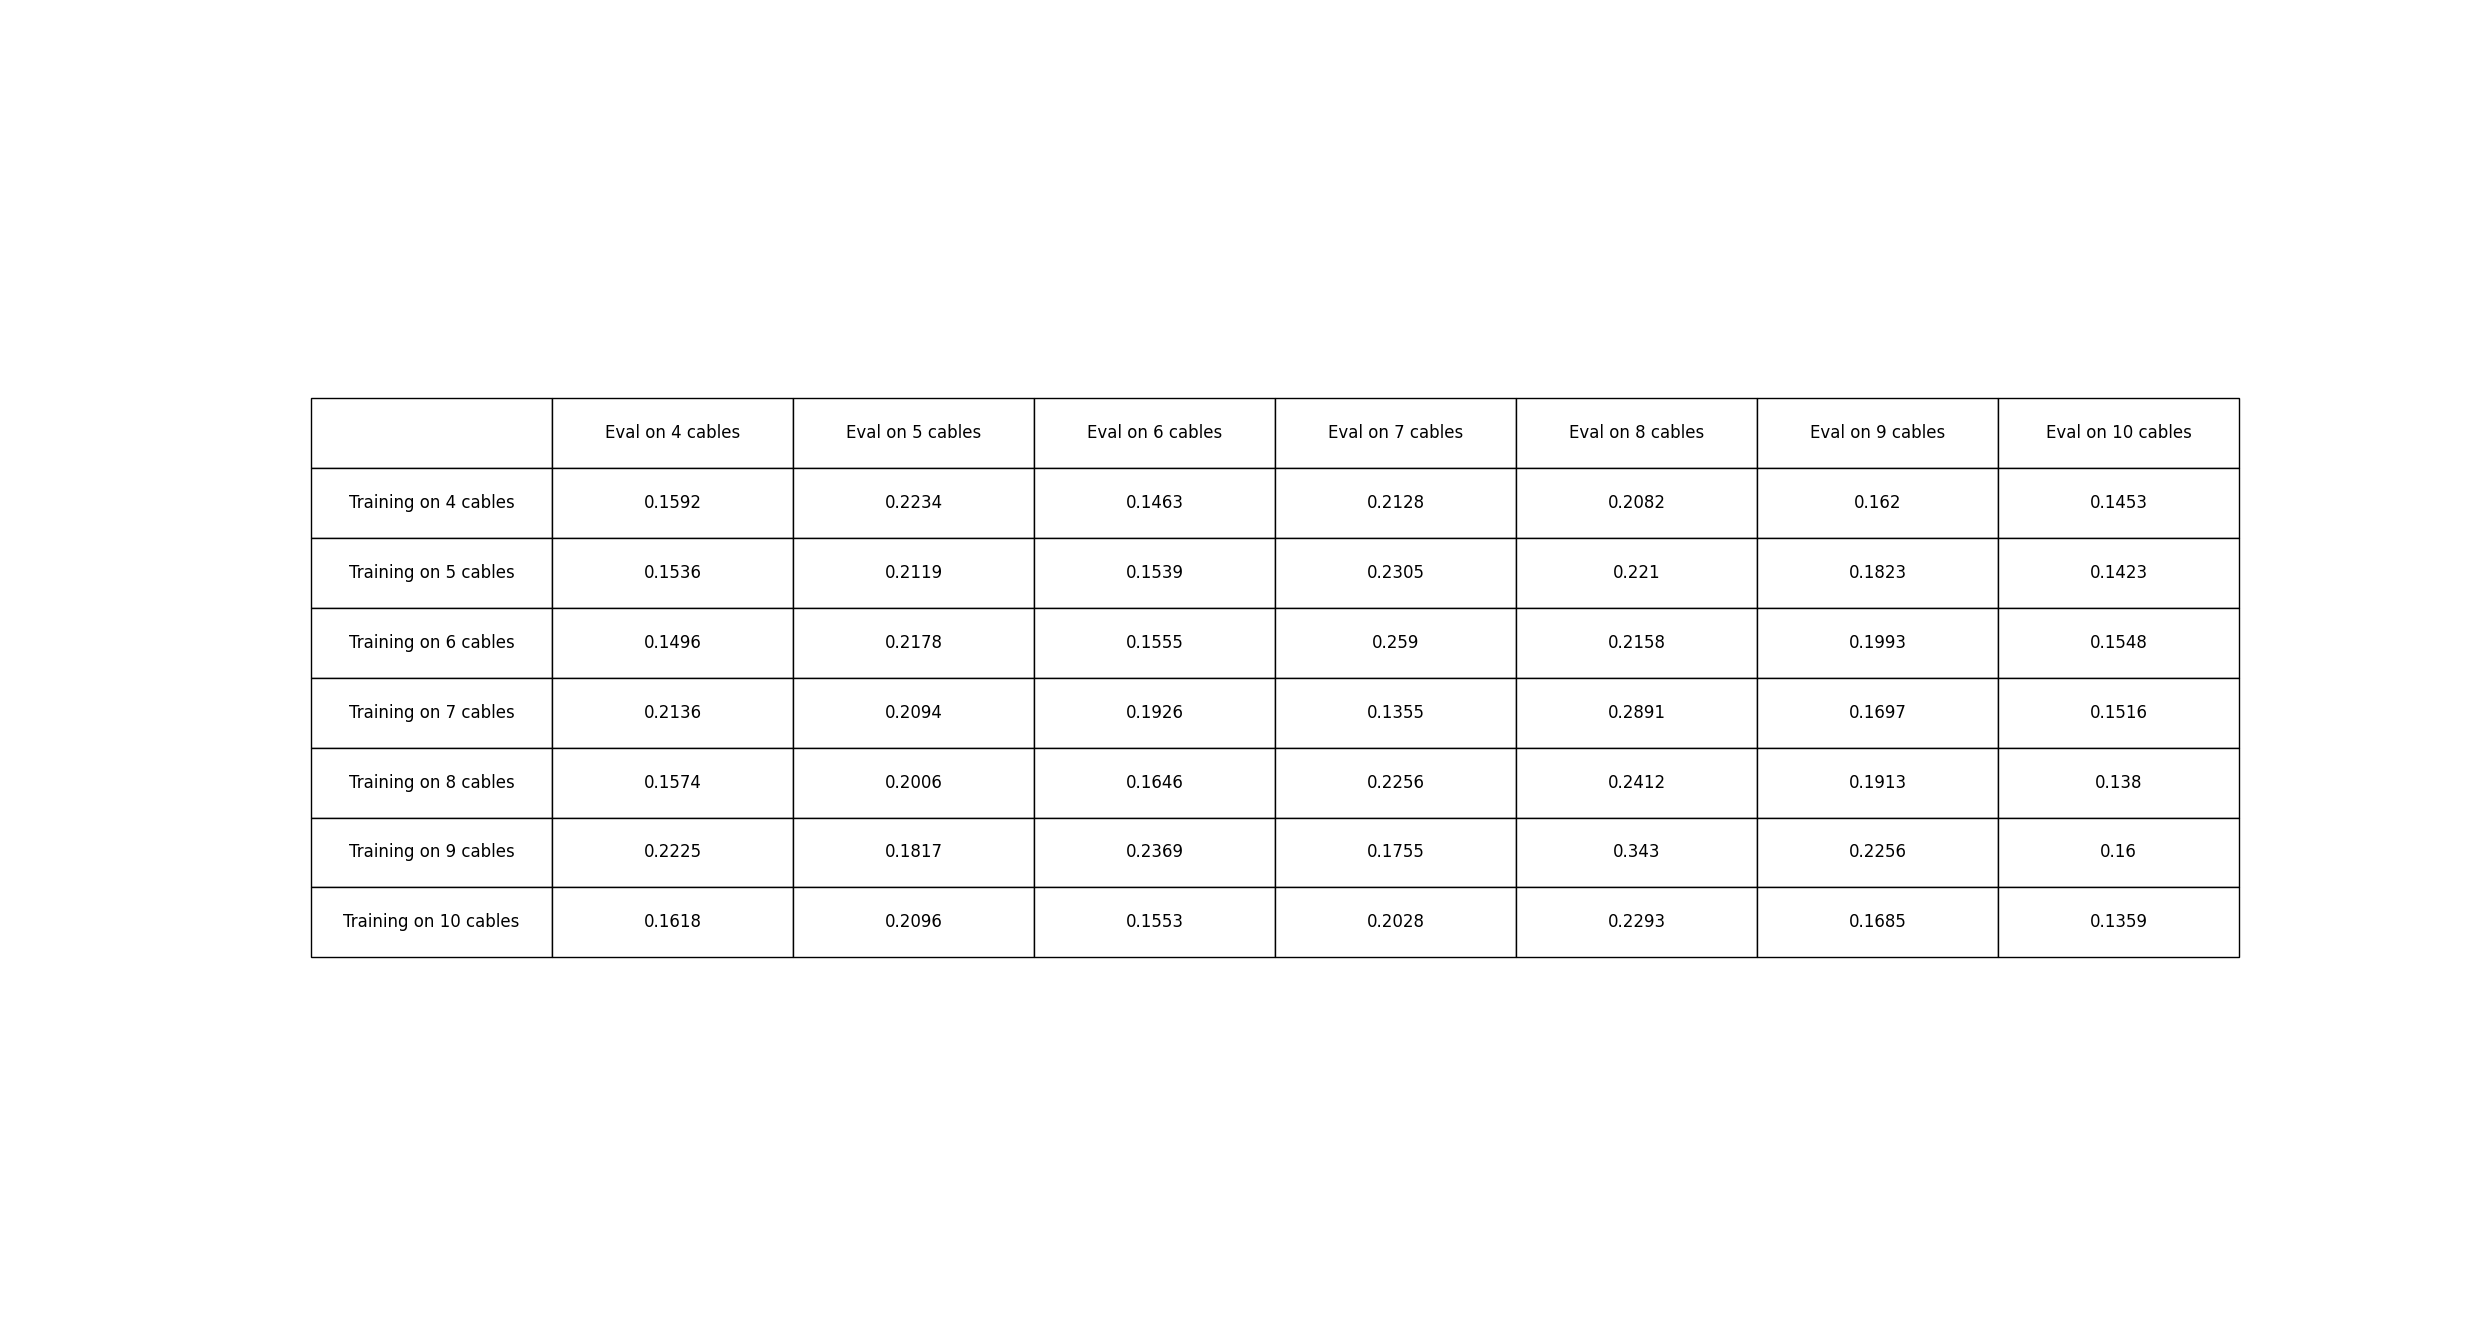 Eval on 4 cables Eval on 5 cables Eval on 6 cables Eval on 7 cables Eval on 8 cables Eval on 9 cables Eval on 10 cables
Training on 4 cables 0.1592 0.2234 0.1463 0.2128 0.2082 0.162 0.1453
Training on 5 cables 0.1536 0.2119 0.1539 0.2305 0.221 0.1823 0.1423
Training on 6 cables 0.1496 0.2178 0.1555 0.259 0.2158 0.1993 0.1548
Training on 7 cables 0.2136 0.2094 0.1926 0.1355 0.2891 0.1697 0.1516
Training on 8 cables 0.1574 0.2006 0.1646 0.2256 0.2412 0.1913 0.138
Training on 9 cables 0.2225 0.1817 0.2369 0.1755 0.343 0.2256 0.16
Training on 10 cables 0.1618 0.2096 0.1553 0.2028 0.2293 0.1685 0.1359